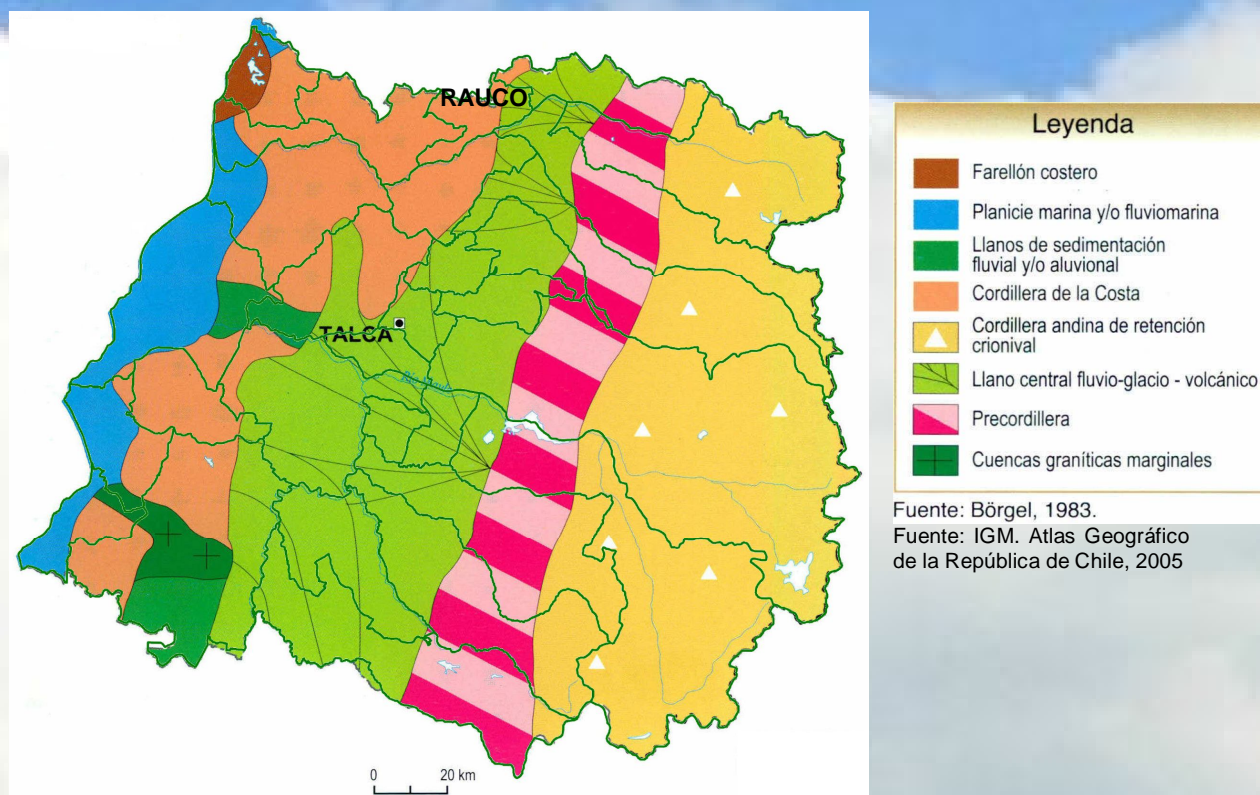 RAUCO
TALCA
Río Maule
0 20 km
Leyenda
Farellón costero
Planicie marina y/o fluviomarina
Llanos de sedimentación
fluvial y/o aluvional
Cordillera de la Costa
Cordillera andina de retención
crionival
Llano central fluvio-glacio - volcánico
Precordillera
Cuencas graníticas marginales
Fuente: Börgel, 1983.
Fuente: IGM. Atlas Geográfico
de la República de Chile, 2005